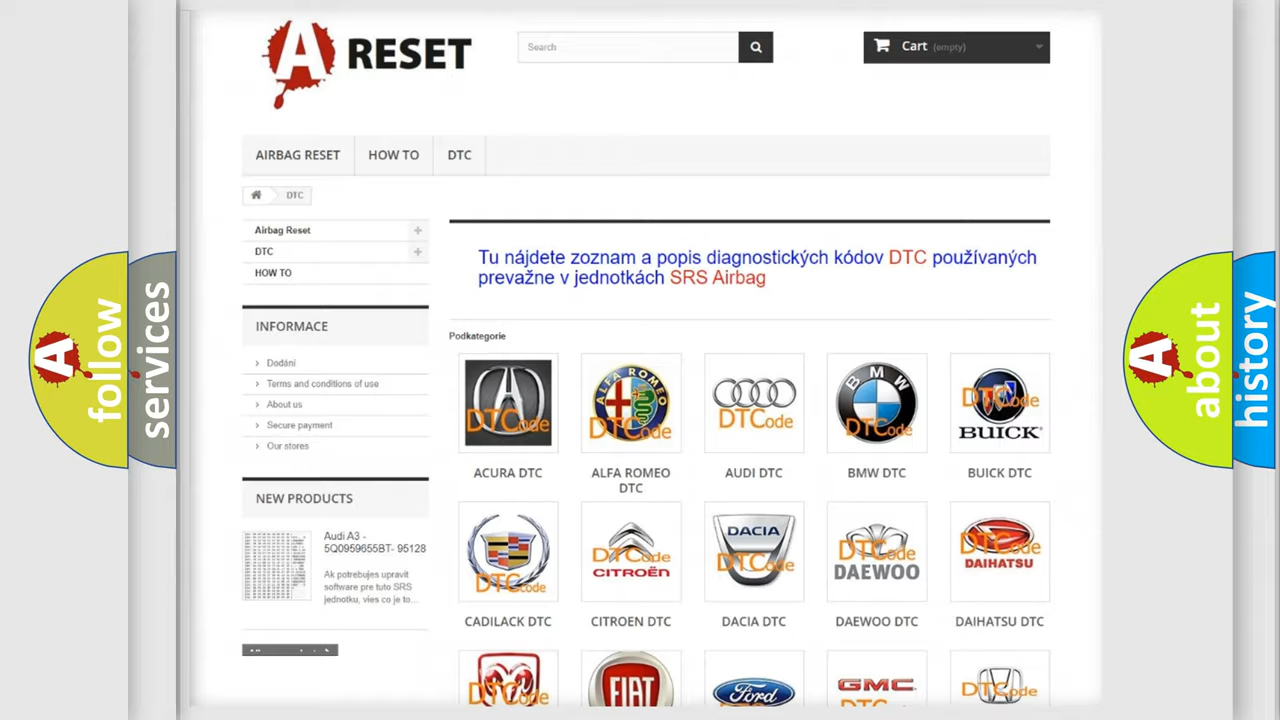 A RESET
Search
Cart (empty)
AIRBAG RESET
HOW TO
DTC
DTC
Airbag Reset
DTC
HOW TO
Tu nájdete zoznam a popis diagnostických kódov DTC používaných
prevažne v jednotkách SRS Airbag
INFORMACE
Dodání
Terms and conditions of use
About us
Secure payment
Our stores
Podkategorie
DTCode
ALFA ROMEO
DTCode
DTCode
BMW
DTCode
DTCode
BUICK
ACURA DTC
ALFA ROMEO
DTC
AUDI DTC
BMW DTC
BUICK DTC
NEW PRODUCTS
Audi A3 -
5Q0959655BT- 95128
Ak potrebujes upravit
software pre tuto SRS
jednotku, vies co je to...
DTCode
DTCode
CITROËN
DACIA
DTCode
DTCode
DAEWOO
DTCode
DAIHATSU
CADILACK DTC
CITROEN DTC
DACIA DTC
DAEWOO DTC
DAIHATSU DTC
DTCode
FIAT
Ford
GMC
DTCode
A
follow
services
A
about
history